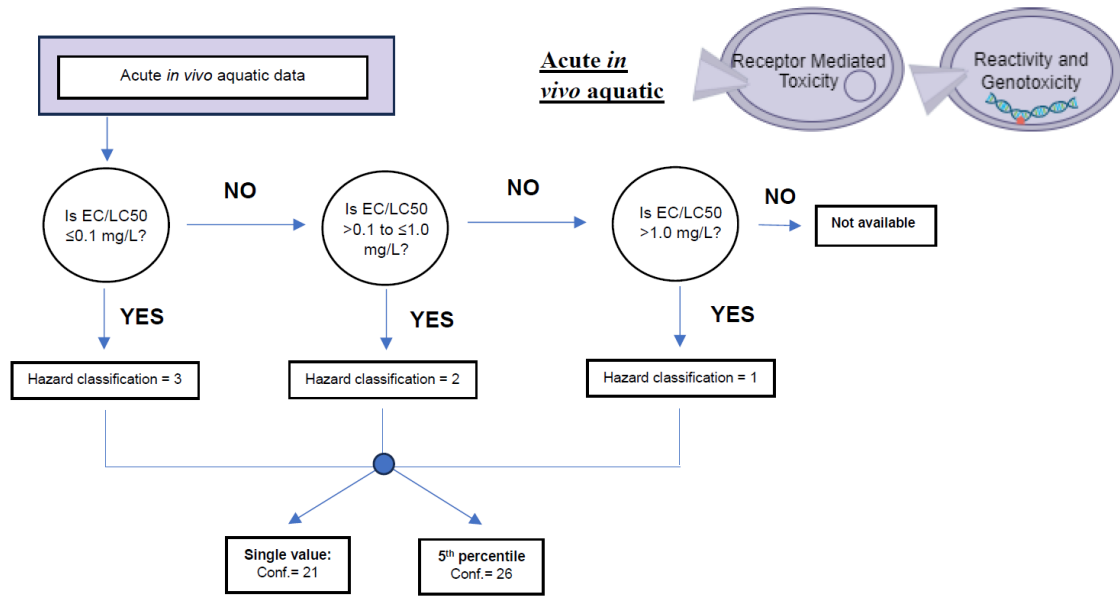 Acute in vivo aquatic data
Acute in
vivo aquatic
Receptor Mediated
Toxicity
Reactivity and
Genotoxicity
Is EC/LC50
≤0.1 mg/L?
NO
Is EC/LC50
>0.1 to ≤1.0
mg/L?
NO
Is EC/LC50
>1.0 mg/L?
NO
Not available
YES
YES
YES
Hazard classification = 3
Hazard classification = 2
Hazard classification = 1
Single value:
Conf.= 21
5th percentile
Conf.= 26